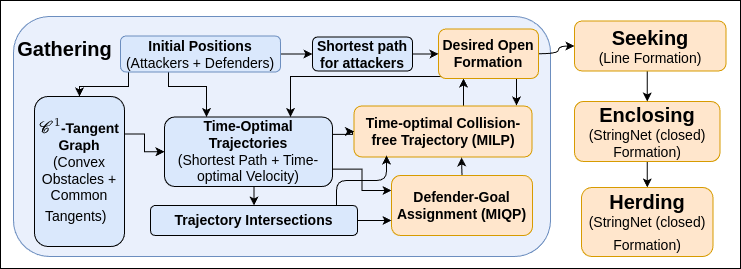 Gathering
Initial Positions
(Attackers + Defenders)
Shortest path
for attackers
Desired Open
Formation
Seeking
(Line Formation)
𝒞¹-Tangent
Graph
(Convex
Obstacles +
Common
Tangents)
Time-Optimal
Trajectories
(Shortest Path + Time-
optimal Velocity)
Time-optimal Collision-
free Trajectory (MILP)
Enclosing
(StringNet (closed)
Formation)
Trajectory Intersections
Defender-Goal
Assignment (MIQP)
Herding
(StringNet (closed)
Formation)